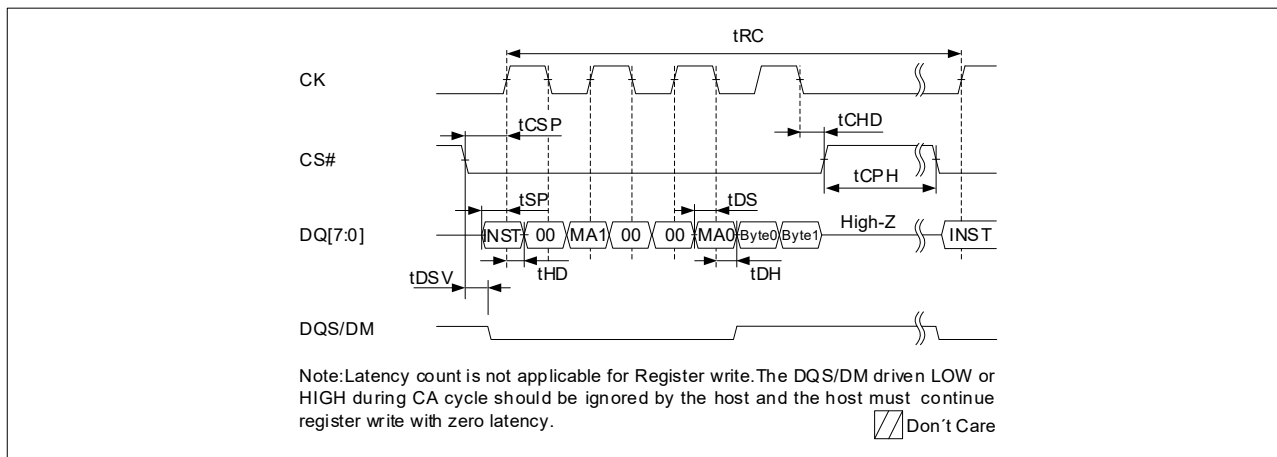 tRC
CK
tCSP
tCHD
CS#
tCPH
tSP
tDS
DQ[7:0]
INST 00 MA1 00 00 MA0 Byte0 Byte1 High-Z INST
tHD
tDH
tDSV
DQS/DM
Note:Latency count is not applicable for Register write.The DQS/DM driven LOW or
HIGH during CA cycle should be ignored by the host and the host must continue
register write with zero latency.
Don´t Care